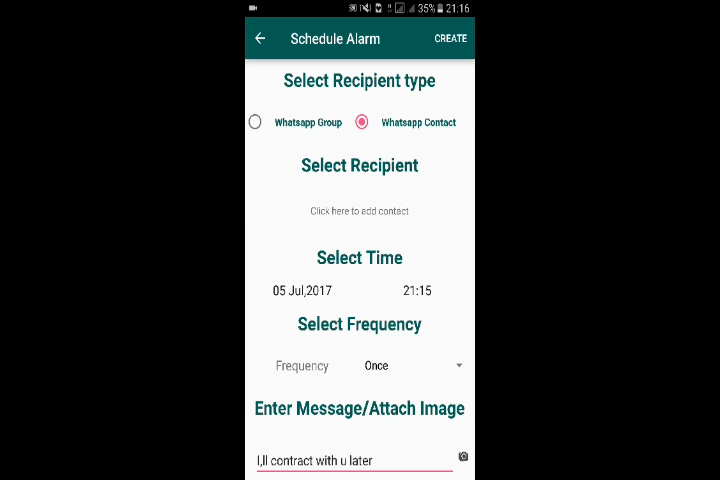 35% 21:16
Schedule Alarm CREATE
Select Recipient type
Whatsapp Group Whatsapp Contact
Select Recipient
Click here to add contact
Select Time
05 Jul,2017 21:15
Select Frequency
Frequency Once
Enter Message/Attach Image
I,ll contract with u later